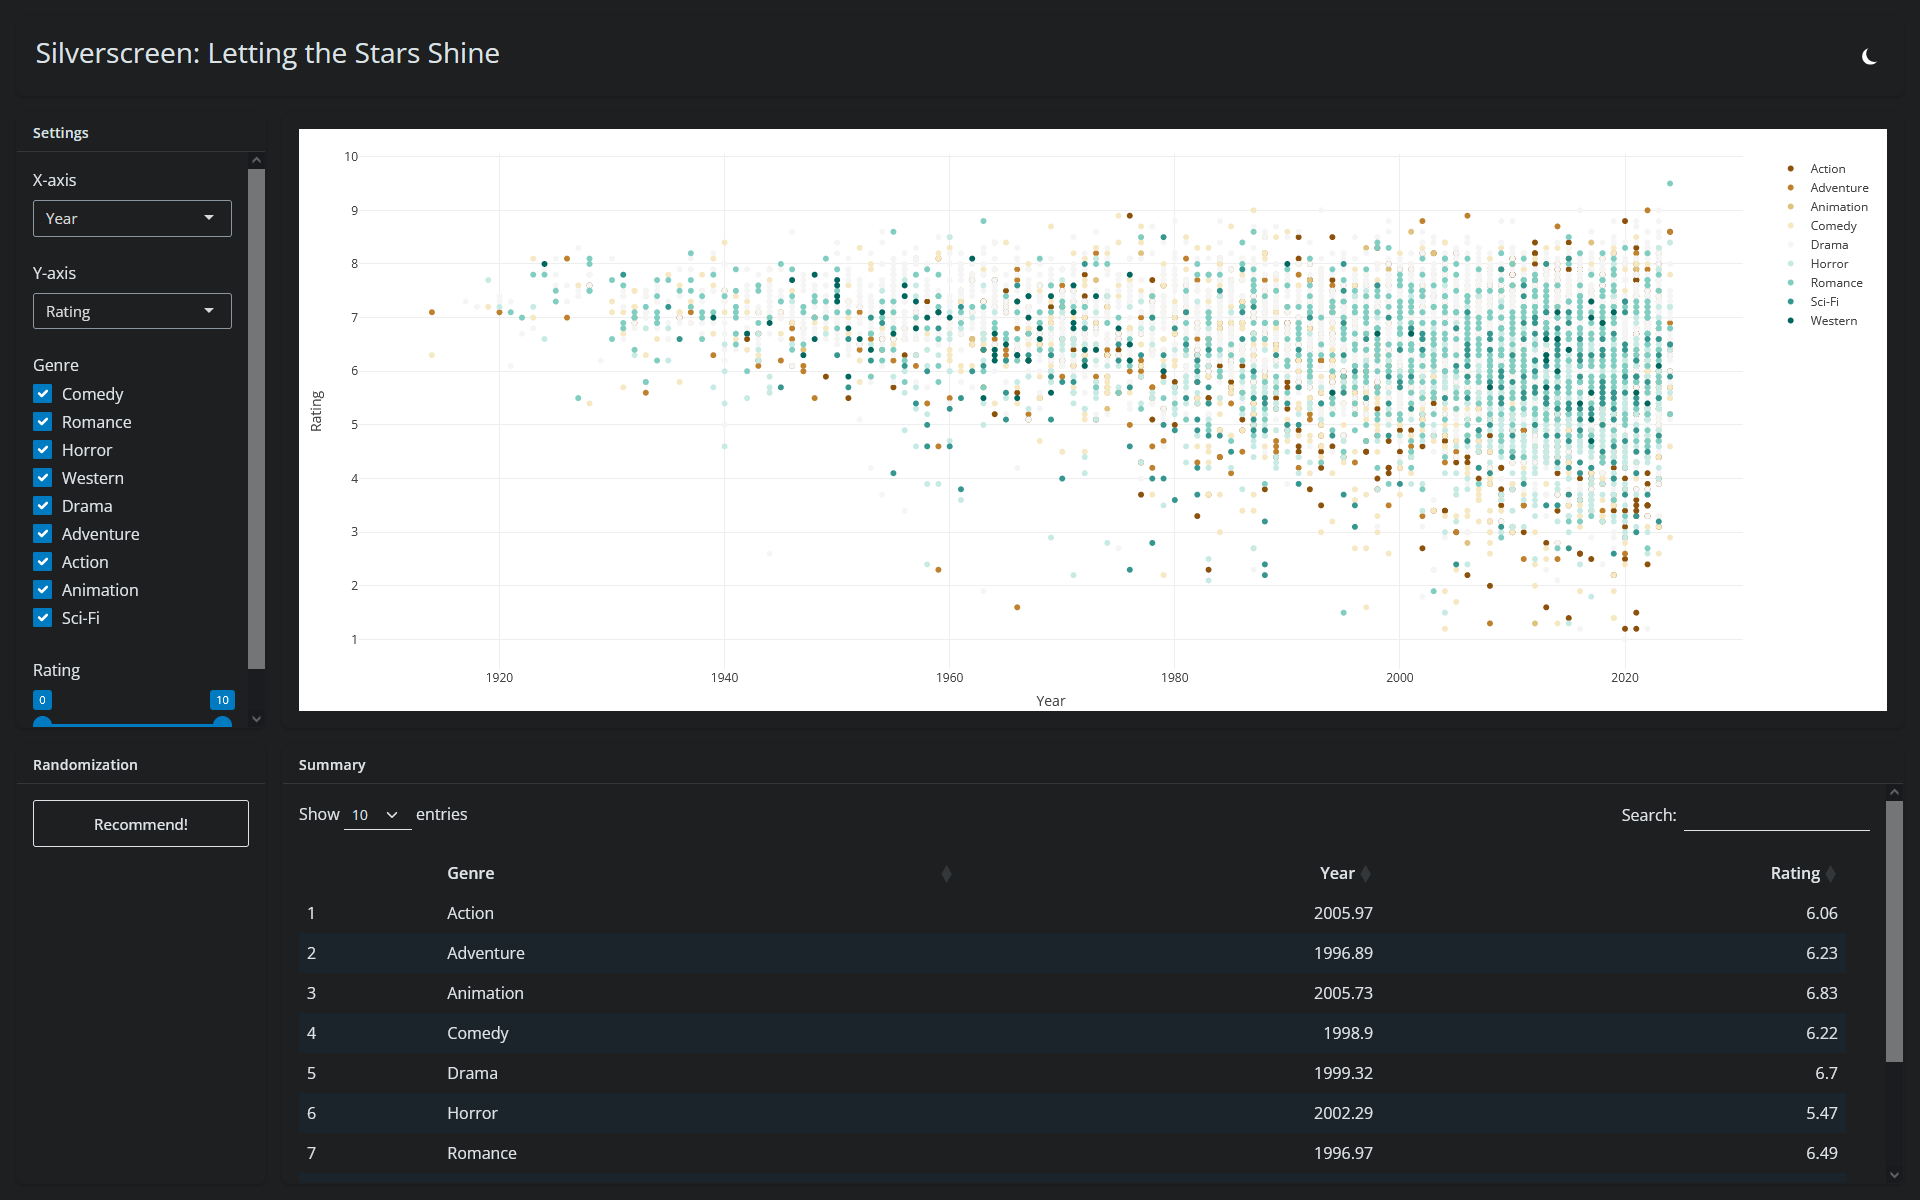 Silverscreen: Letting the Stars Shine
Settings
X-axis
Year
Y-axis
Rating
Genre
Comedy
Romance
Horror
Western
Drama
Adventure
Action
Animation
Sci-Fi
Rating
0 10
10
9
8
7
6
5
4
3
2
1
Rating
1920 1940 1960 1980 2000 2020
Year
Action
Adventure
Animation
Comedy
Drama
Horror
Romance
Sci-Fi
Western
Randomization
Recommend!
Summary
Show 10 entries Search:
Genre Year Rating
1 Action 2005.97 6.06
2 Adventure 1996.89 6.23
3 Animation 2005.73 6.83
4 Comedy 1998.9 6.22
5 Drama 1999.32 6.7
6 Horror 2002.29 5.47
7 Romance 1996.97 6.49